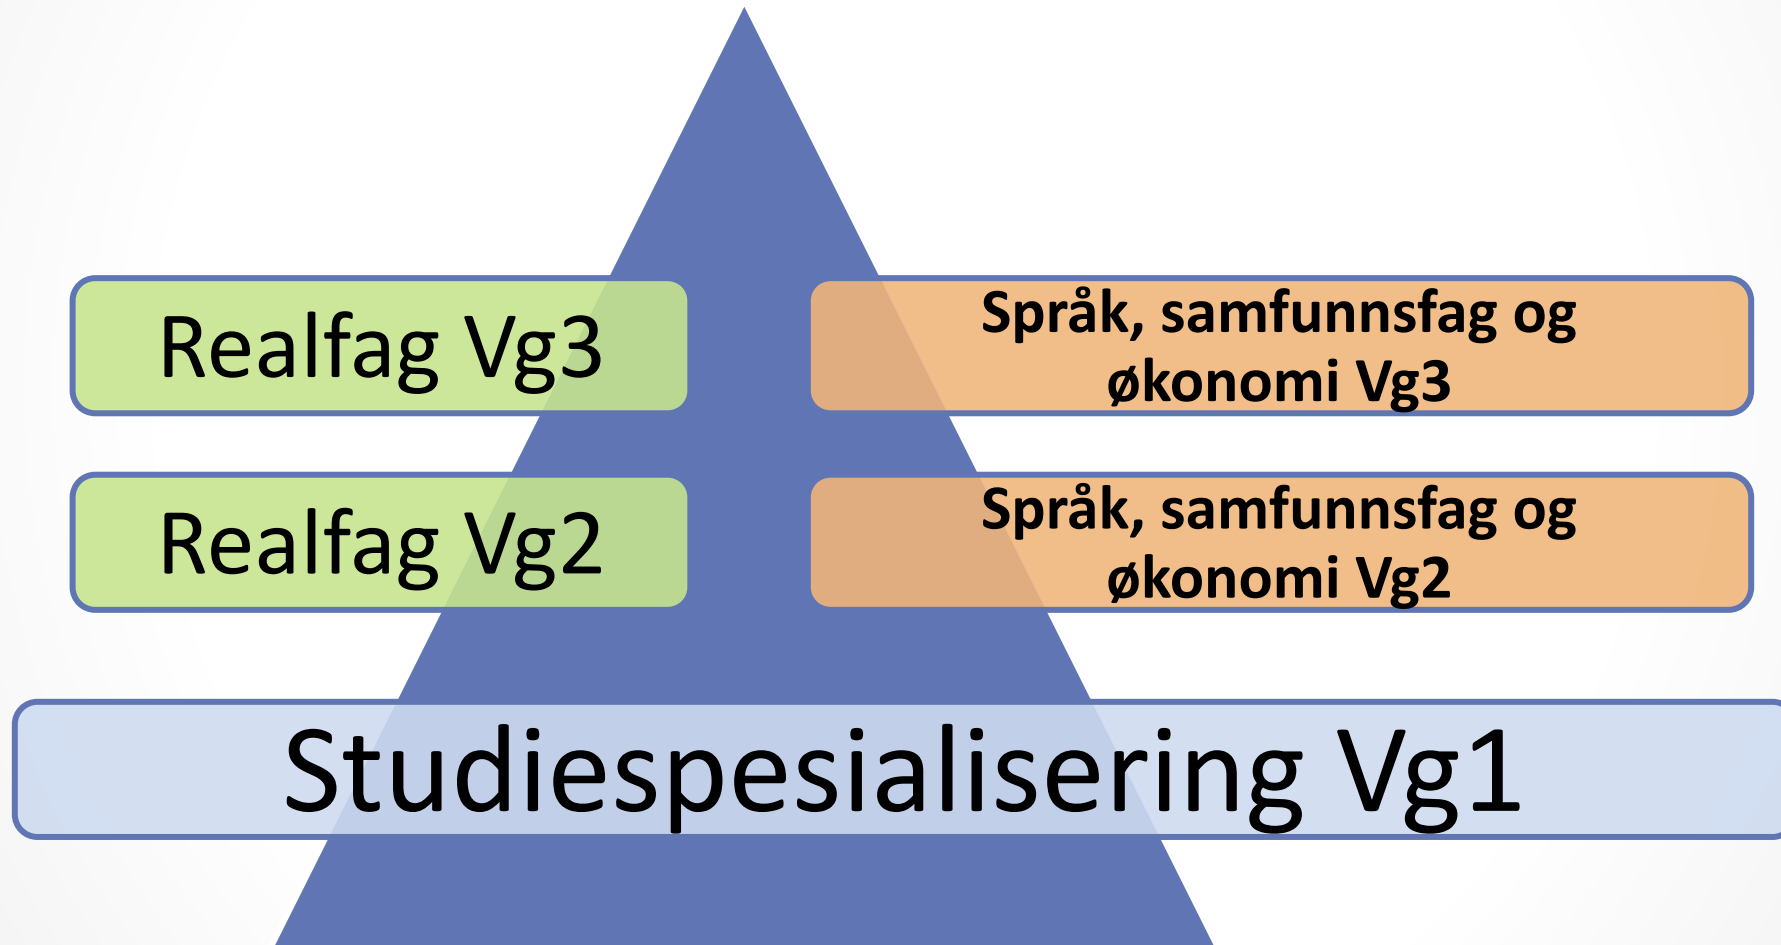 Realfag Vg3
Språk, samfunnsfag og
økonomi Vg3
Realfag Vg2
Språk, samfunnsfag og
økonomi Vg2
Studiespesialisering Vg1